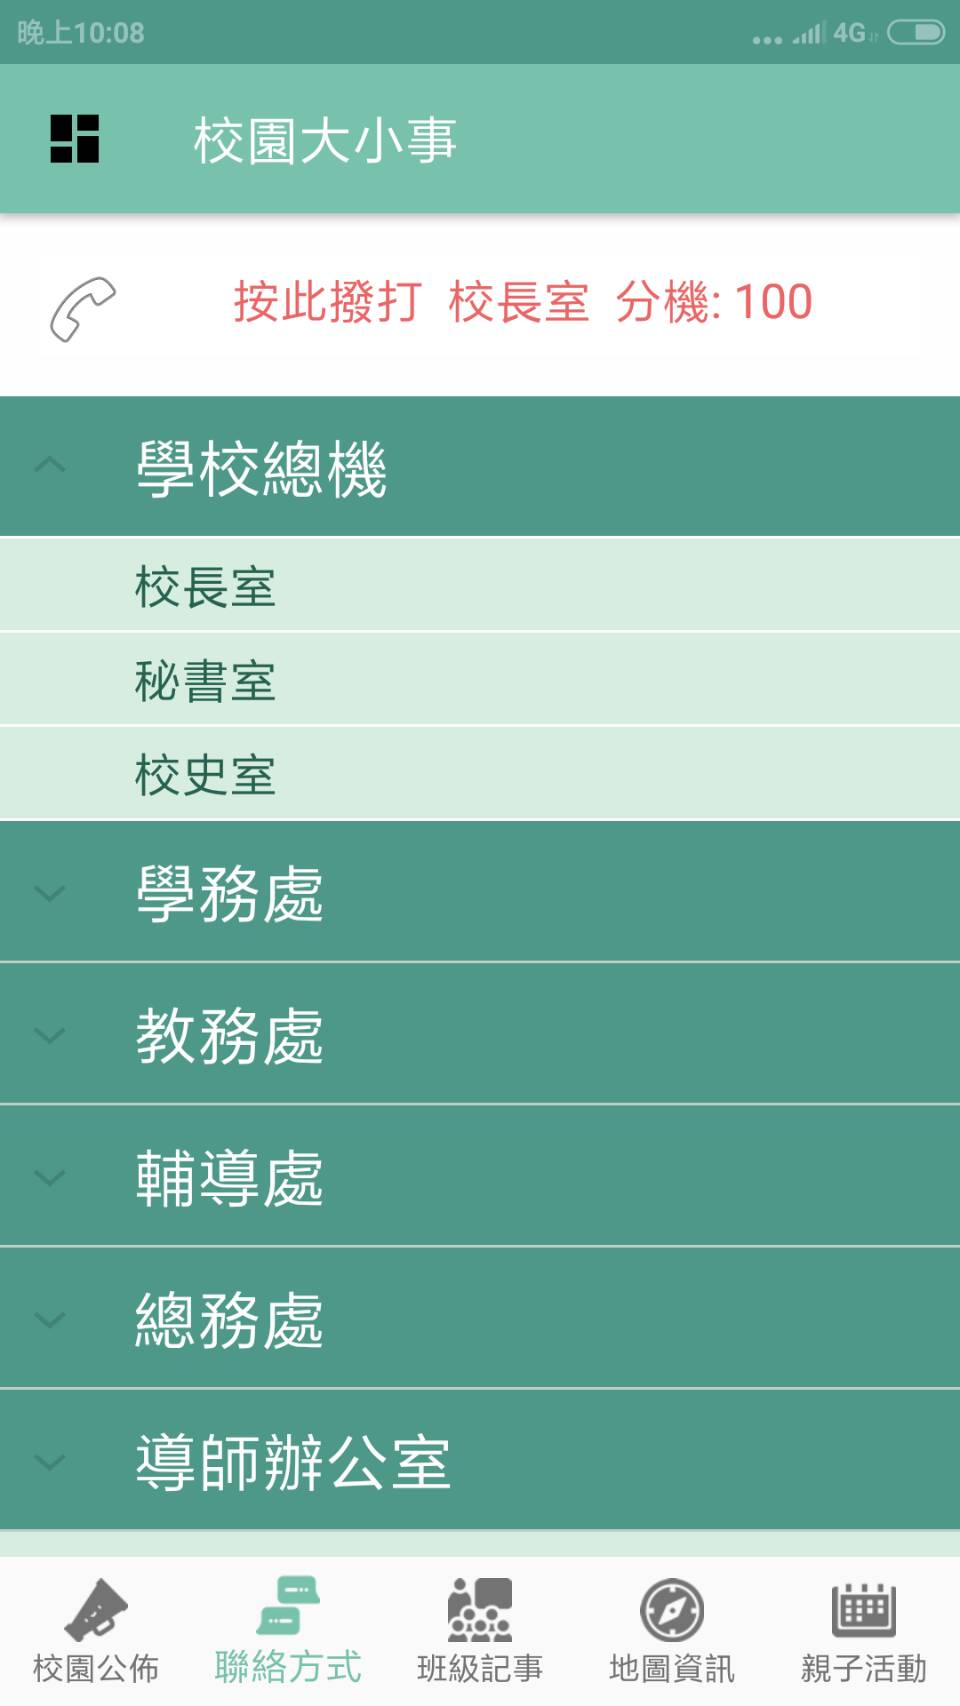 晚上10:08
4G
校園大小事
按此撥打 校長室 分機: 100
學校總機
校長室
秘書室
校史室
學務處
教務處
輔導處
總務處
導師辦公室
校園公佈 聯絡方式 班級記事 地圖資訊 親子活動